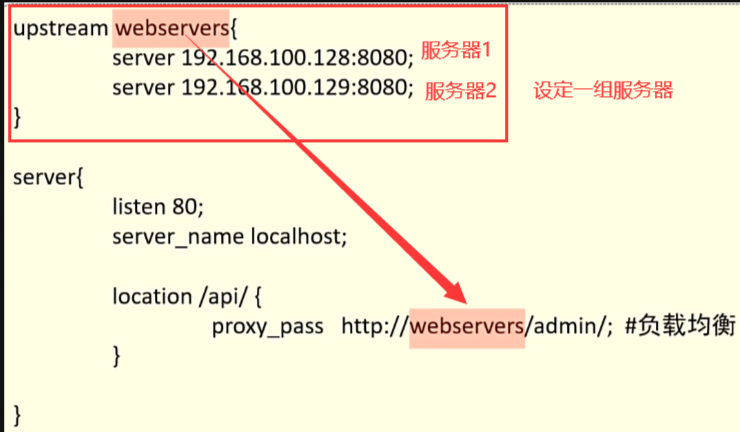 upstream webservers{
server 192.168.100.128:8080; 服务器1
server 192.168.100.129:8080; 服务器2 设定一组服务器
}
server{
listen 80;
server_name localhost;
location /api/ {
proxy_pass http://webservers/admin/; #负载均衡
}
}